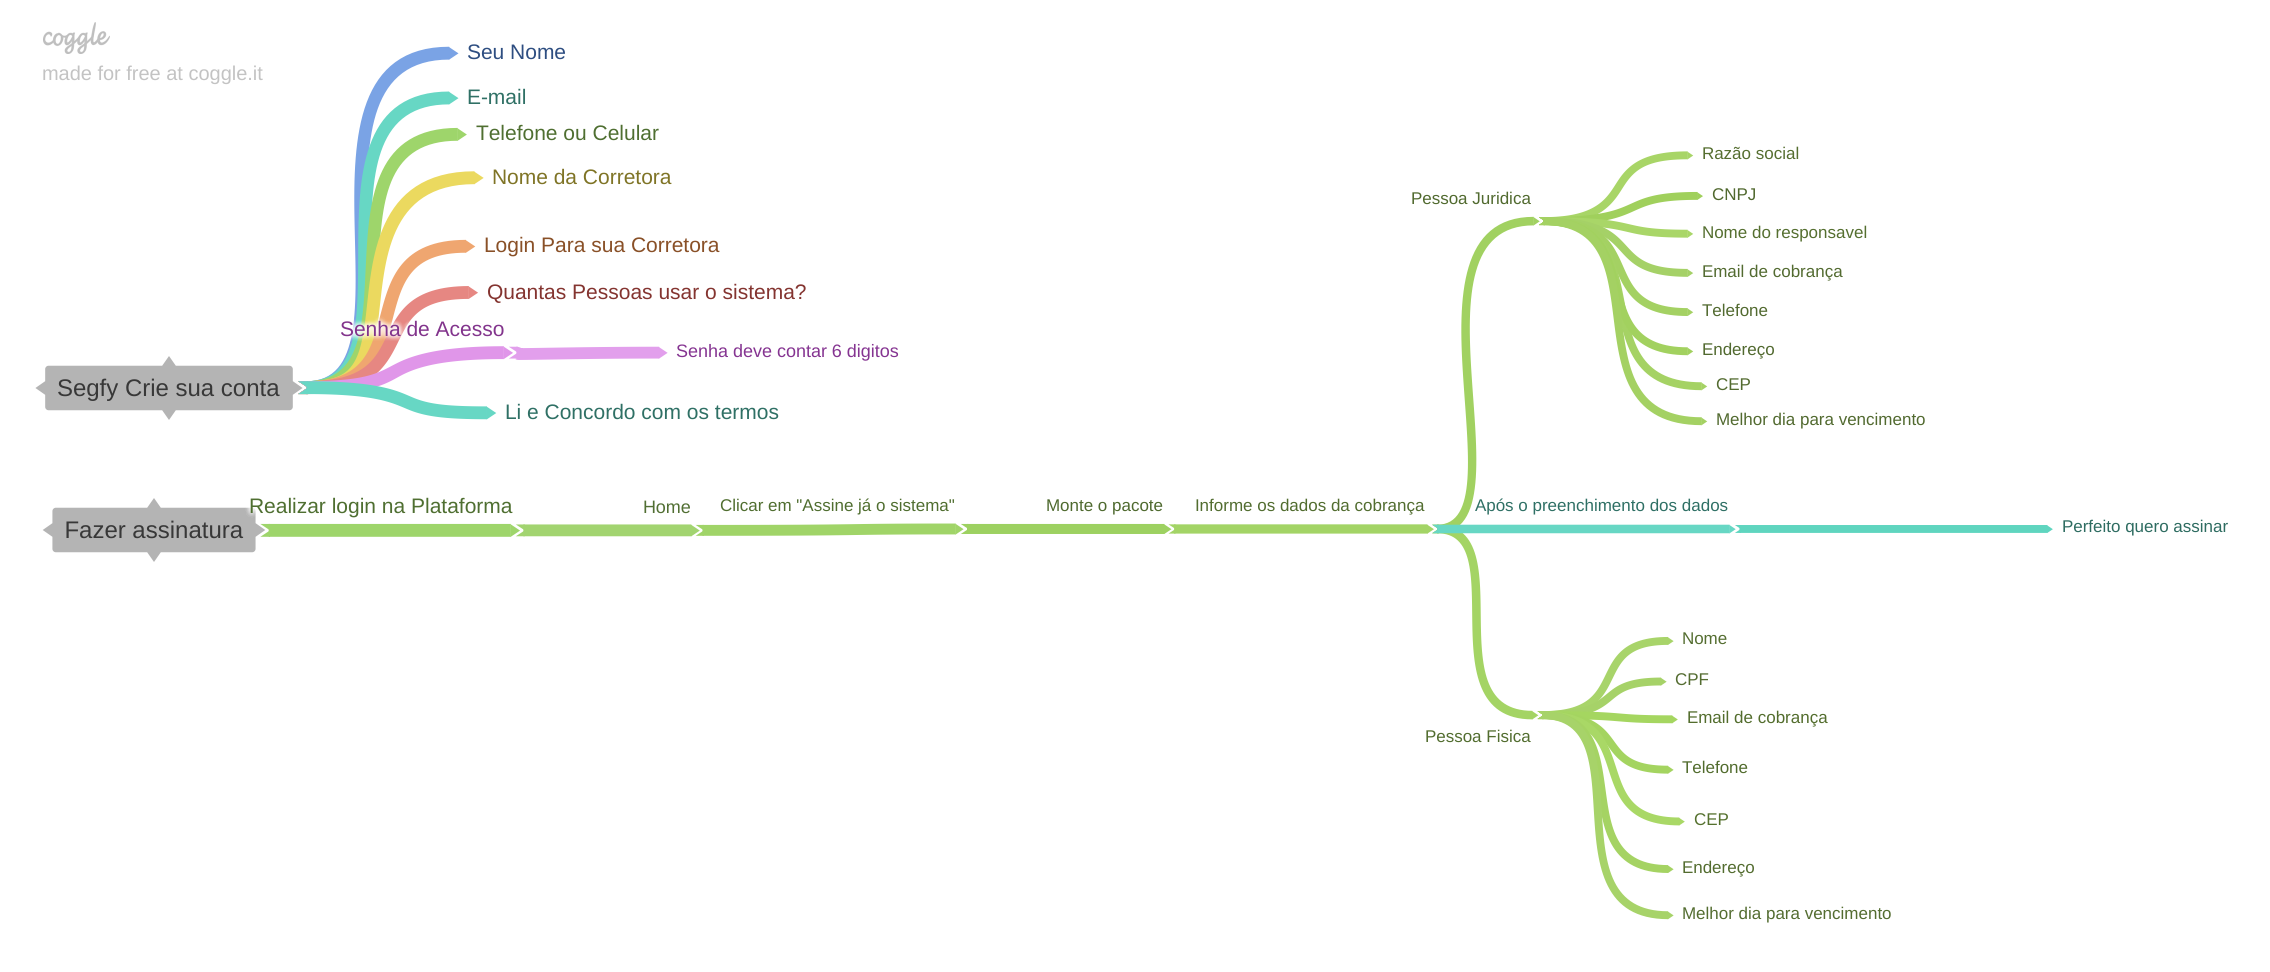 coggle
made for free at coggle.it
Seu Nome
E-mail
Telefone ou Celular
Nome da Corretora
Login Para sua Corretora
Quantas Pessoas usar o sistema?
Senha de Acesso
Senha deve contar 6 digitos
Segfy Crie sua conta
Li e Concordo com os termos
Fazer assinatura
Realizar login na Plataforma
Home
Clicar em "Assine já o sistema"
Monte o pacote
Informe os dados da cobrança
Pessoa Juridica
Razão social
CNPJ
Nome do responsavel
Email de cobrança
Telefone
Endereço
CEP
Melhor dia para vencimento
Após o preenchimento dos dados
Perfeito quero assinar
Pessoa Fisica
Nome
CPF
Email de cobrança
Telefone
CEP
Endereço
Melhor dia para vencimento